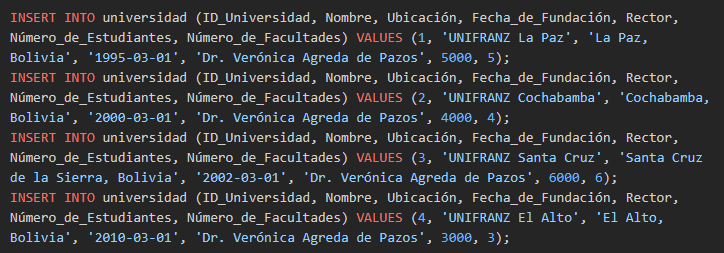 INSERT INTO universidad (ID_Universidad, Nombre, Ubicación, Fecha_de_Fundación, Rector,
Número_de_Estudiantes, Número_de_Facultades) VALUES (1, 'UNIFRANZ La Paz', 'La Paz,
Bolivia', '1995-03-01', 'Dr. Verónica Agreda de Pazos', 5000, 5);
INSERT INTO universidad (ID_Universidad, Nombre, Ubicación, Fecha_de_Fundación, Rector,
Número_de_Estudiantes, Número_de_Facultades) VALUES (2, 'UNIFRANZ Cochabamba', 'Cochabamba,
Bolivia', '2000-03-01', 'Dr. Verónica Agreda de Pazos', 4000, 4);
INSERT INTO universidad (ID_Universidad, Nombre, Ubicación, Fecha_de_Fundación, Rector,
Número_de_Estudiantes, Número_de_Facultades) VALUES (3, 'UNIFRANZ Santa Cruz', 'Santa Cruz
de la Sierra, Bolivia', '2002-03-01', 'Dr. Verónica Agreda de Pazos', 6000, 6);
INSERT INTO universidad (ID_Universidad, Nombre, Ubicación, Fecha_de_Fundación, Rector,
Número_de_Estudiantes, Número_de_Facultades) VALUES (4, 'UNIFRANZ El Alto', 'El Alto,
Bolivia', '2010-03-01', 'Dr. Verónica Agreda de Pazos', 3000, 3);